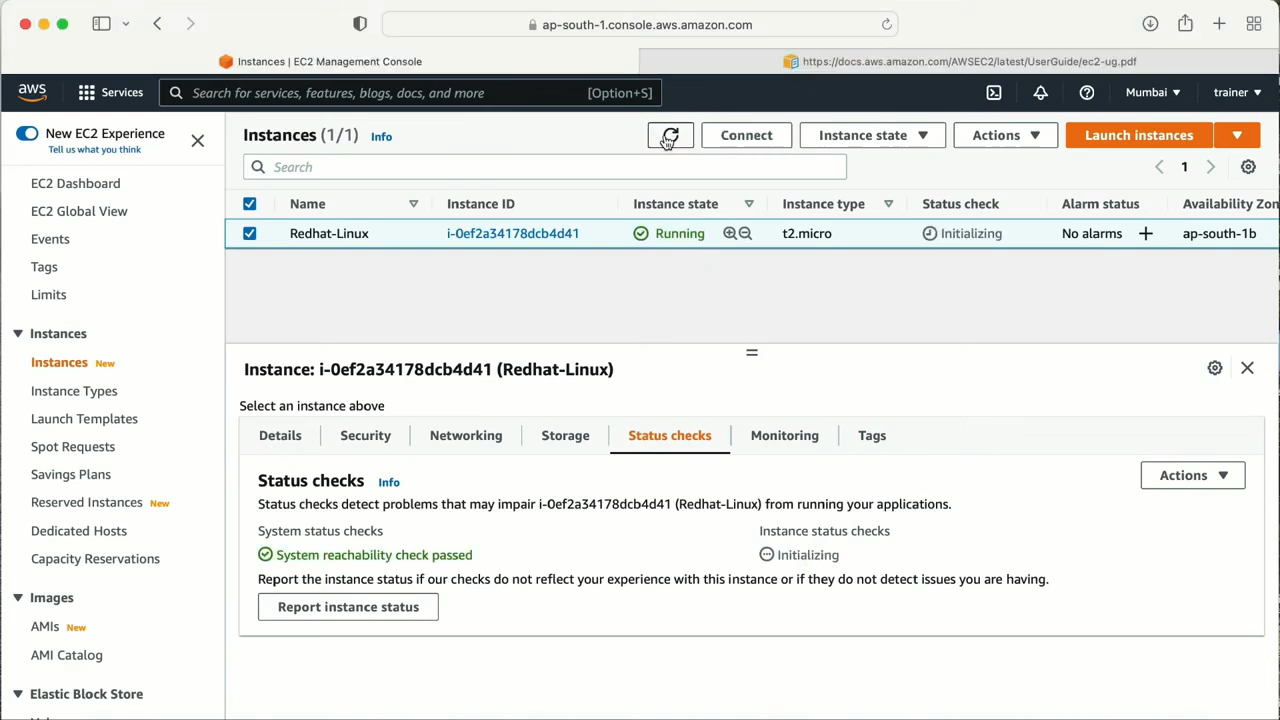 ap-south-1.console.aws.amazon.com
Instances | EC2 Management Console
https://docs.aws.amazon.com/AWSEC2/latest/UserGuide/ec2-ug.pdf
aws
Services
Search for services, features, blogs, docs, and more
[Option+S]
Mumbai
trainer
New EC2 Experience
Tell us what you think
EC2 Dashboard
EC2 Global View
Events
Tags
Limits
Instances
Instances New
Instance Types
Launch Templates
Spot Requests
Savings Plans
Reserved Instances New
Dedicated Hosts
Capacity Reservations
Images
AMIs New
AMI Catalog
Elastic Block Store
Instances (1/1) Info
Connect
Instance state
Actions
Launch instances
Search
1
Name Instance ID Instance state Instance type Status check Alarm status Availability Zon
Redhat-Linux i-0ef2a34178dcb4d41 Running t2.micro Initializing No alarms + ap-south-1b
Instance: i-0ef2a34178dcb4d41 (Redhat-Linux)
Select an instance above
Details Security Networking Storage Status checks Monitoring Tags
Status checks Info
Actions
Status checks detect problems that may impair i-0ef2a34178dcb4d41 (Redhat-Linux) from running your applications.
System status checks
Instance status checks
System reachability check passed
Initializing
Report the instance status if our checks do not reflect your experience with this instance or if they do not detect issues you are having.
Report instance status